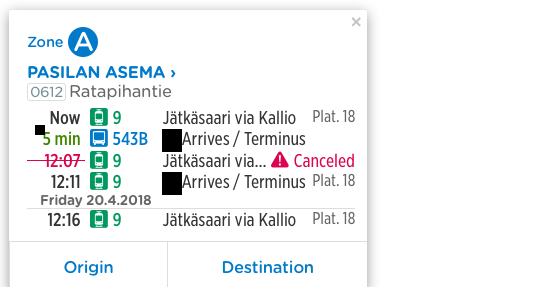 Zone A
PASILAN ASEMA ›
0612 Ratapihantie
Now 9 Jätkäsaari via Kallio Plat. 18
5 min 543B Arrives / Terminus
12:07 9 Jätkäsaari via... Canceled
12:11 9 Arrives / Terminus Plat. 18
Friday 20.4.2018
12:16 9 Jätkäsaari via Kallio Plat. 18
Origin Destination